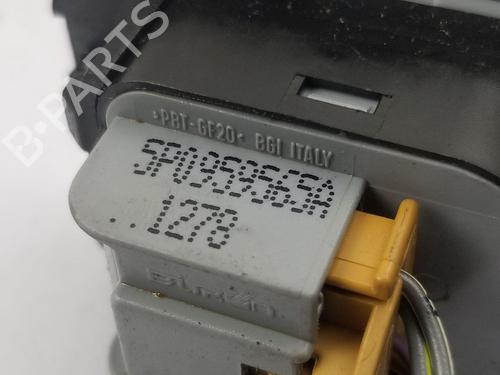 B-PARTS
>PBT-GF20< BGI ITALY
5P0959565A
..1278